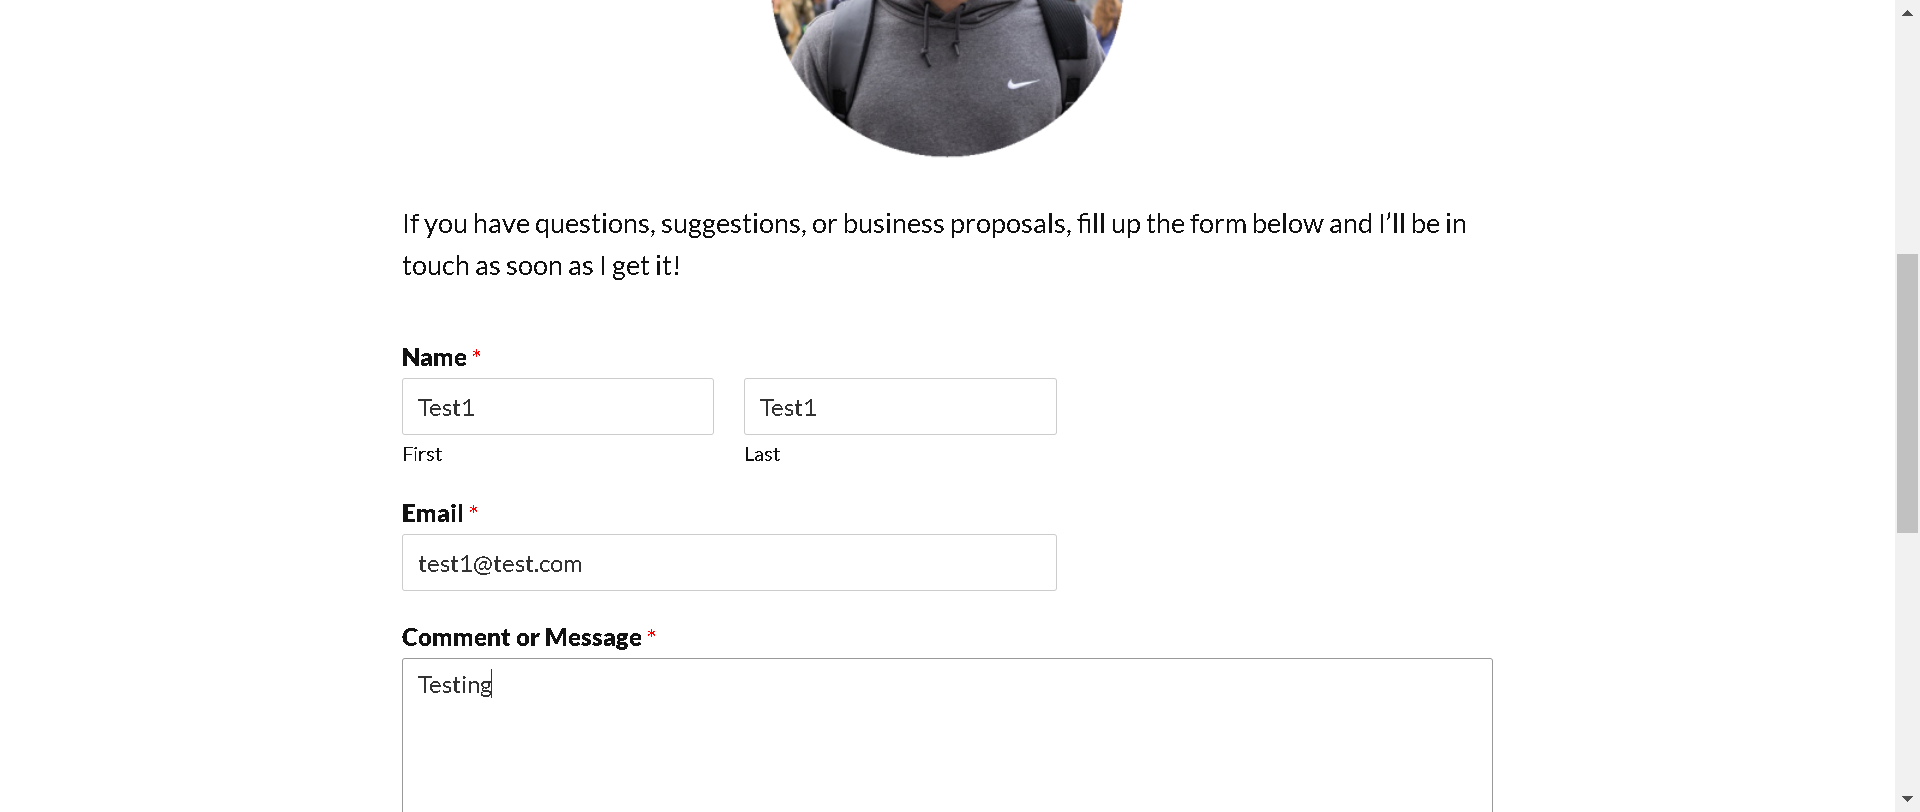 If you have questions, suggestions, or business proposals, fill up the form below and I’ll be in
touch as soon as I get it!
Name *
Test1 Test1
First Last
Email *
test1@test.com
Comment or Message *
Testing